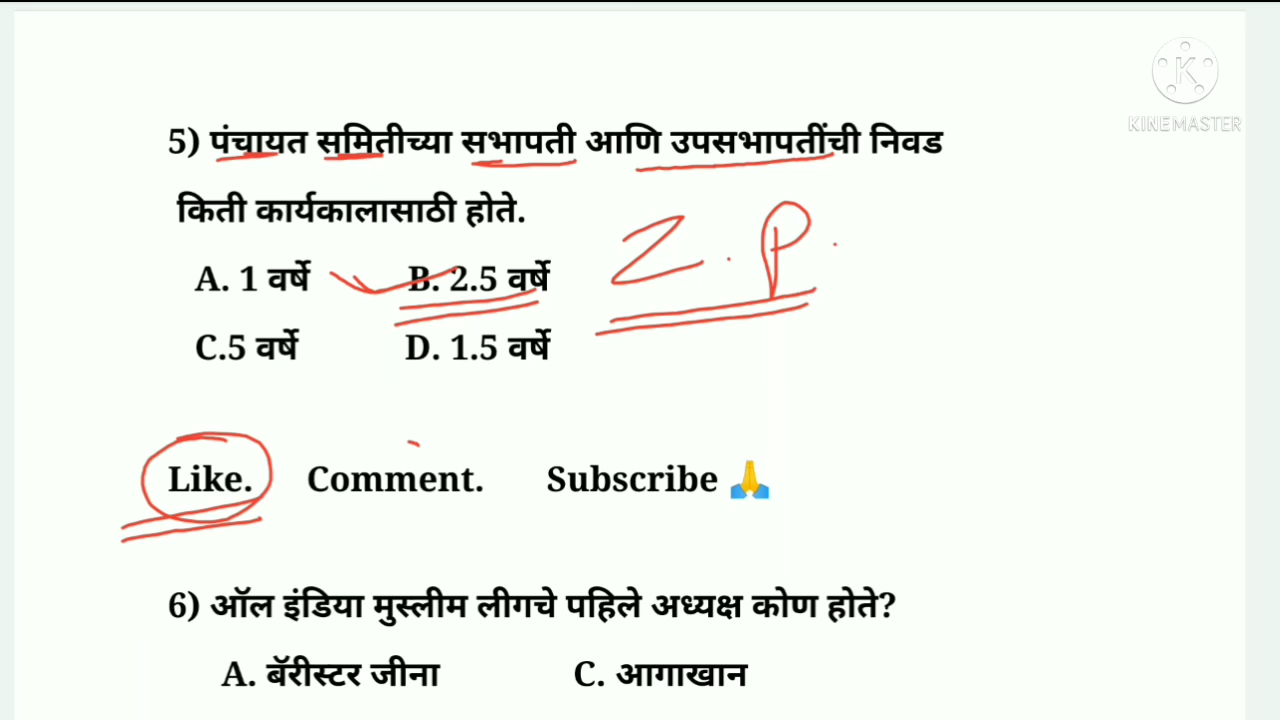 KINEMASTER
5) पंचायत समितीच्या सभापती आणि उपसभापतींची निवड
किती कार्यकालासाठी होते.
Z.P.
A. 1 वर्षे B. 2.5 वर्षे
C.5 वर्षे D. 1.5 वर्षे
Like. Comment. Subscribe 🙏
6) ऑल इंडिया मुस्लीम लीगचे पहिले अध्यक्ष कोण होते?
A. बॅरीस्टर जीना C. आगाखान